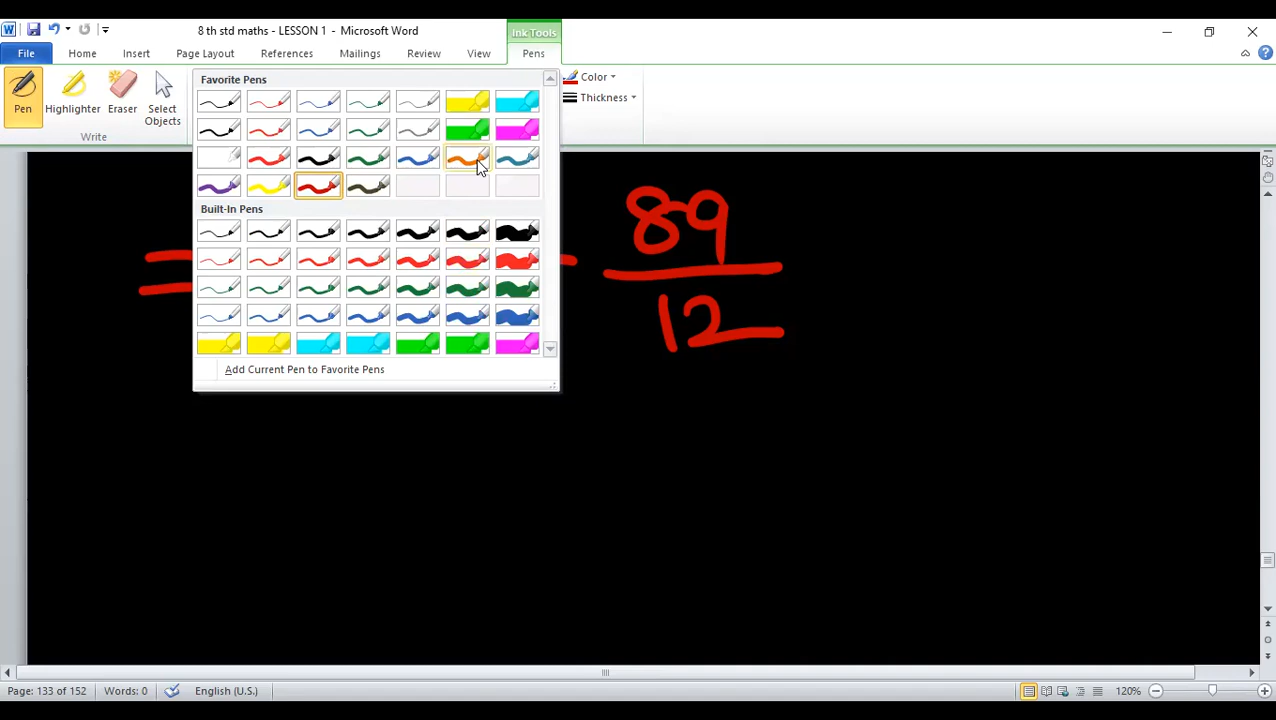 8 th std maths - LESSON 1 - Microsoft Word
Ink Tools
File Home Insert Page Layout References Mailings Review View Pens
Pen Highlighter Eraser Select Objects
Write
Favorite Pens
Color
Thickness
Built-In Pens
Add Current Pen to Favorite Pens
= 89
12
Page: 133 of 152 Words: 0 English (U.S.) 120%